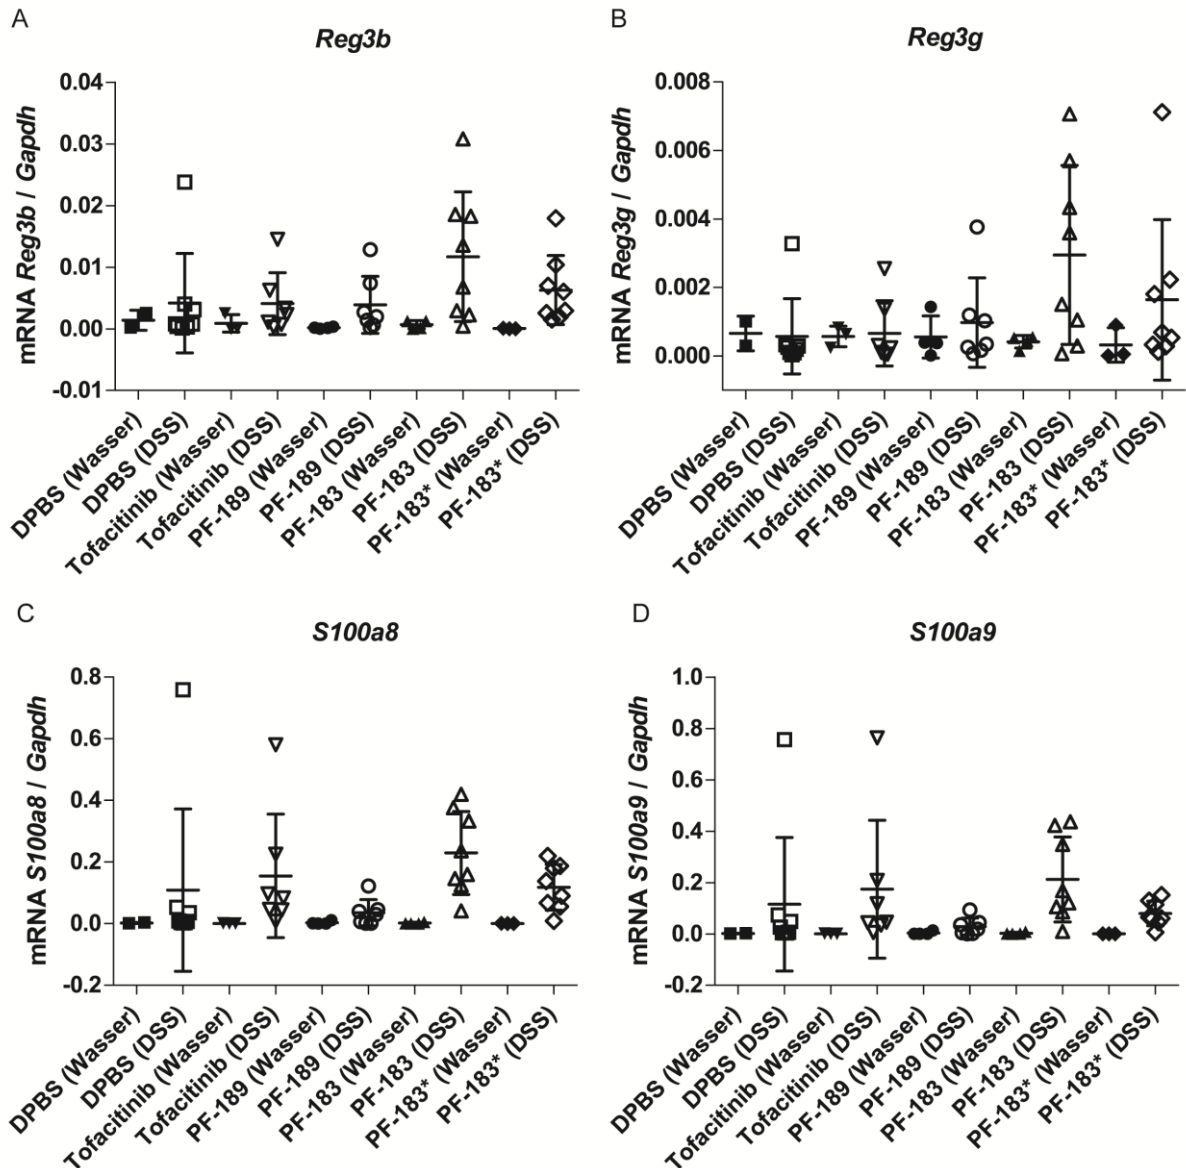 A
Reg3b
mRNA Reg3b / Gapdh
0.04
0.03
0.02
0.01
0.00
-0.01
DPBS (Wasser)
DPBS (DSS)
Tofacitinib (Wasser)
Tofacitinib (DSS)
PF-189 (Wasser)
PF-189 (DSS)
PF-183 (Wasser)
PF-183 (DSS)
PF-183* (Wasser)
PF-183* (DSS)
B
Reg3g
mRNA Reg3g / Gapdh
0.008
0.006
0.004
0.002
0.000
DPBS (Wasser)
DPBS (DSS)
Tofacitinib (Wasser)
Tofacitinib (DSS)
PF-189 (Wasser)
PF-189 (DSS)
PF-183 (Wasser)
PF-183 (DSS)
PF-183* (Wasser)
PF-183* (DSS)
C
S100a8
mRNA S100a8 / Gapdh
0.8
0.6
0.4
0.2
0.0
-0.2
DPBS (Wasser)
DPBS (DSS)
Tofacitinib (Wasser)
Tofacitinib (DSS)
PF-189 (Wasser)
PF-189 (DSS)
PF-183 (Wasser)
PF-183 (DSS)
PF-183* (Wasser)
PF-183* (DSS)
D
S100a9
mRNA S100a9 / Gapdh
1.0
0.8
0.6
0.4
0.2
0.0
-0.2
DPBS (Wasser)
DPBS (DSS)
Tofacitinib (Wasser)
Tofacitinib (DSS)
PF-189 (Wasser)
PF-189 (DSS)
PF-183 (Wasser)
PF-183 (DSS)
PF-183* (Wasser)
PF-183* (DSS)